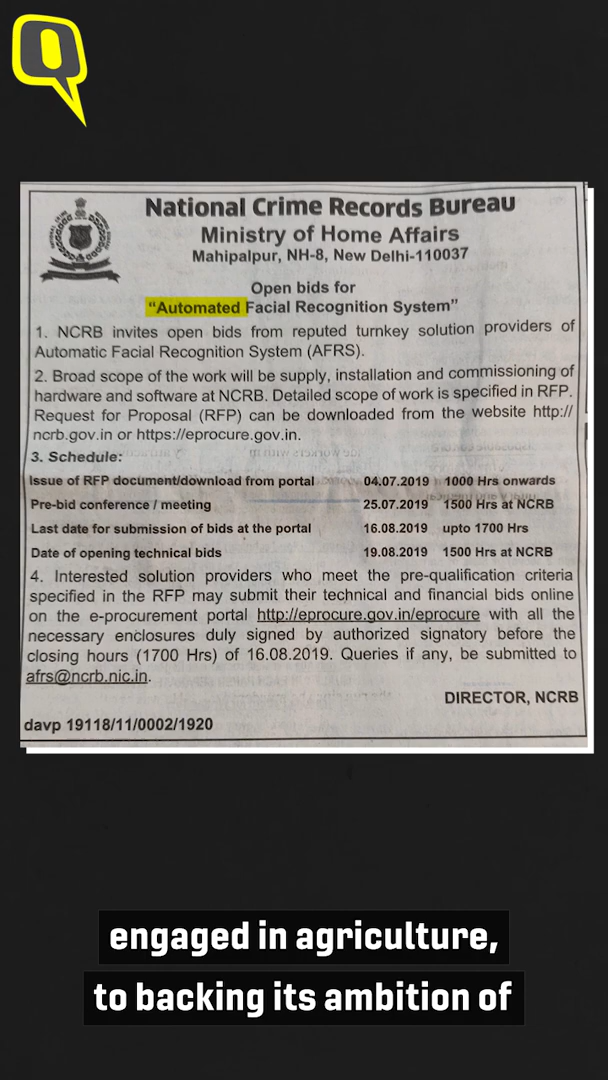 National Crime Records Bureau
Ministry of Home Affairs
Mahipalpur, NH-8, New Delhi-110037
Open bids for
“Automated Facial Recognition System”
1. NCRB invites open bids from reputed turnkey solution providers of
Automatic Facial Recognition System (AFRS).
2. Broad scope of the work will be supply, installation and commissioning of
hardware and software at NCRB. Detailed scope of work is specified in RFP.
Request for Proposal (RFP) can be downloaded from the website http://
ncrb.gov.in or https://eprocure.gov.in.
3. Schedule:
Issue of RFP document/download from portal 04.07.2019 1000 Hrs onwards
Pre-bid conference / meeting 25.07.2019 1500 Hrs at NCRB
Last date for submission of bids at the portal 16.08.2019 upto 1700 Hrs
Date of opening technical bids 19.08.2019 1500 Hrs at NCRB
4. Interested solution providers who meet the pre-qualification criteria
specified in the RFP may submit their technical and financial bids online
on the e-procurement portal http://eprocure.gov.in/eprocure with all the
necessary enclosures duly signed by authorized signatory before the
closing hours (1700 Hrs) of 16.08.2019. Queries if any, be submitted to
afrs@ncrb.nic.in.
DIRECTOR, NCRB
davp 19118/11/0002/1920
engaged in agriculture,
to backing its ambition of